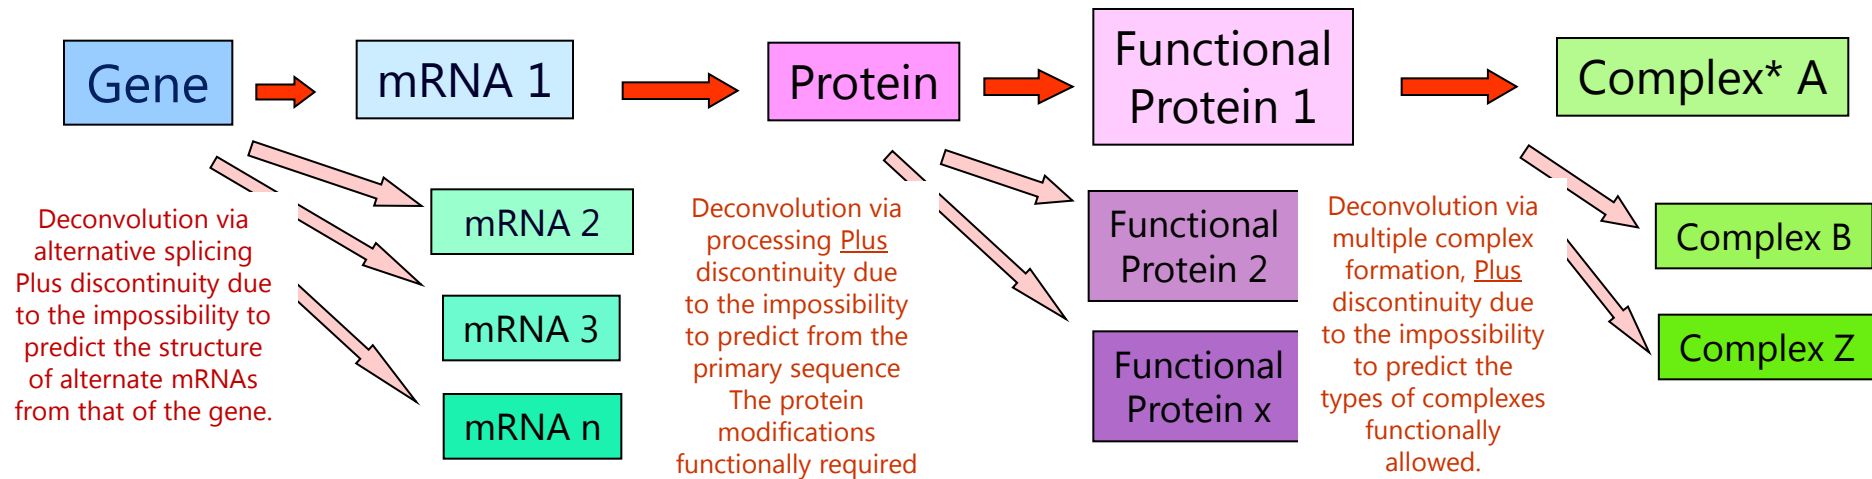 Gene
mRNA 1
Protein
Functional
Protein 1
Complex* A
Deconvolution via
alternative splicing
Plus discontinuity due
to the impossibility to
predict the structure
of alternate mRNAs
from that of the gene.
mRNA 2
mRNA 3
mRNA n
Deconvolution via
processing Plus
discontinuity due
to the impossibility
to predict from the
primary sequence
The protein
modifications
functionally required
Functional
Protein 2
Functional
Protein x
Deconvolution via
multiple complex
formation, Plus
discontinuity due
to the impossibility
to predict the
types of complexes
functionally
allowed.
Complex B
Complex Z